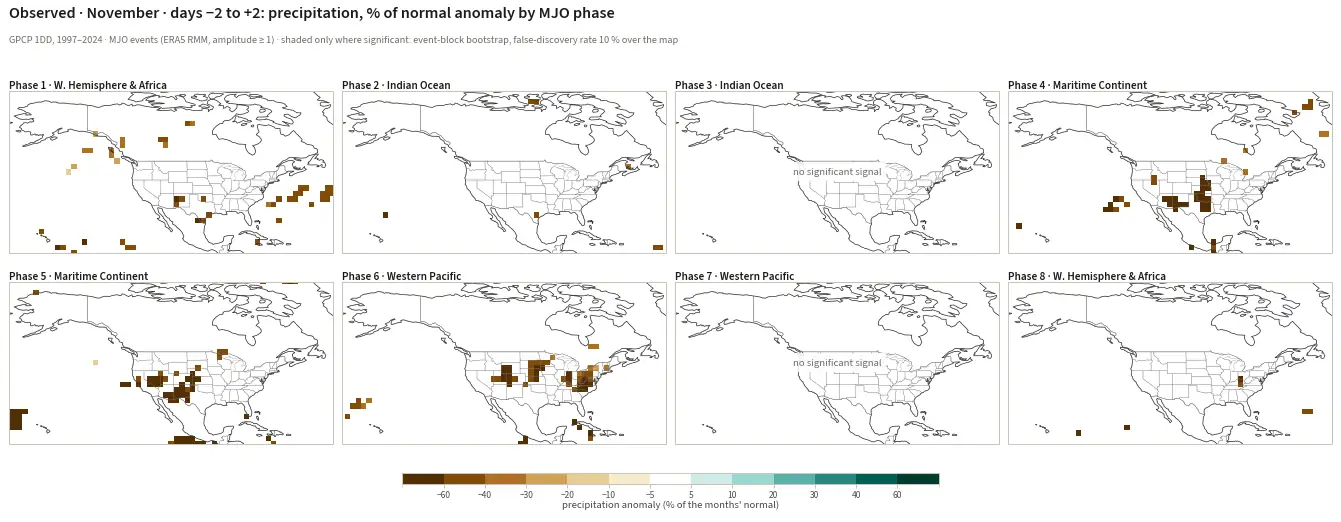 Observed · November · days −2 to +2: precipitation, % of normal anomaly by MJO phase
GPCP 1DD, 1997–2024 · MJO events (ERA5 RMM, amplitude ≥ 1) · shaded only where significant: event-block bootstrap, false-discovery rate 10 % over the map
Phase 1 · W. Hemisphere & Africa
Phase 2 · Indian Ocean
Phase 3 · Indian Ocean
Phase 4 · Maritime Continent
no significant signal
Phase 5 · Maritime Continent
Phase 6 · Western Pacific
Phase 7 · Western Pacific
Phase 8 · W. Hemisphere & Africa
no significant signal
−60 −40 −30 −20 −10 −5 5 10 20 30 40 60
precipitation anomaly (% of the months' normal)